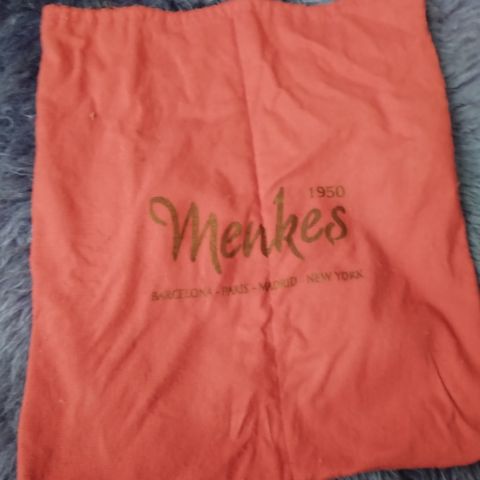 1950
Menkes
BARCELONA - PARIS - MADRID - NEW YORK